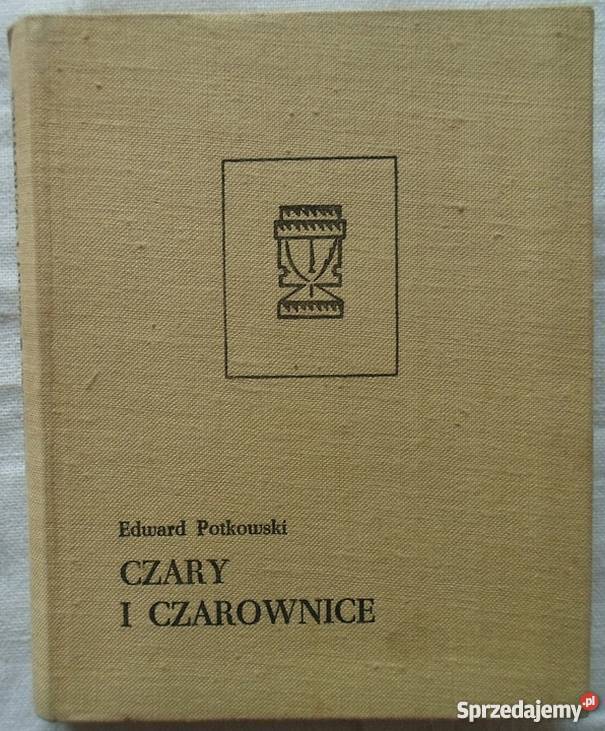 Edward Potkowski
CZARY
I CZAROWNICE
Sprzedajemy.pl